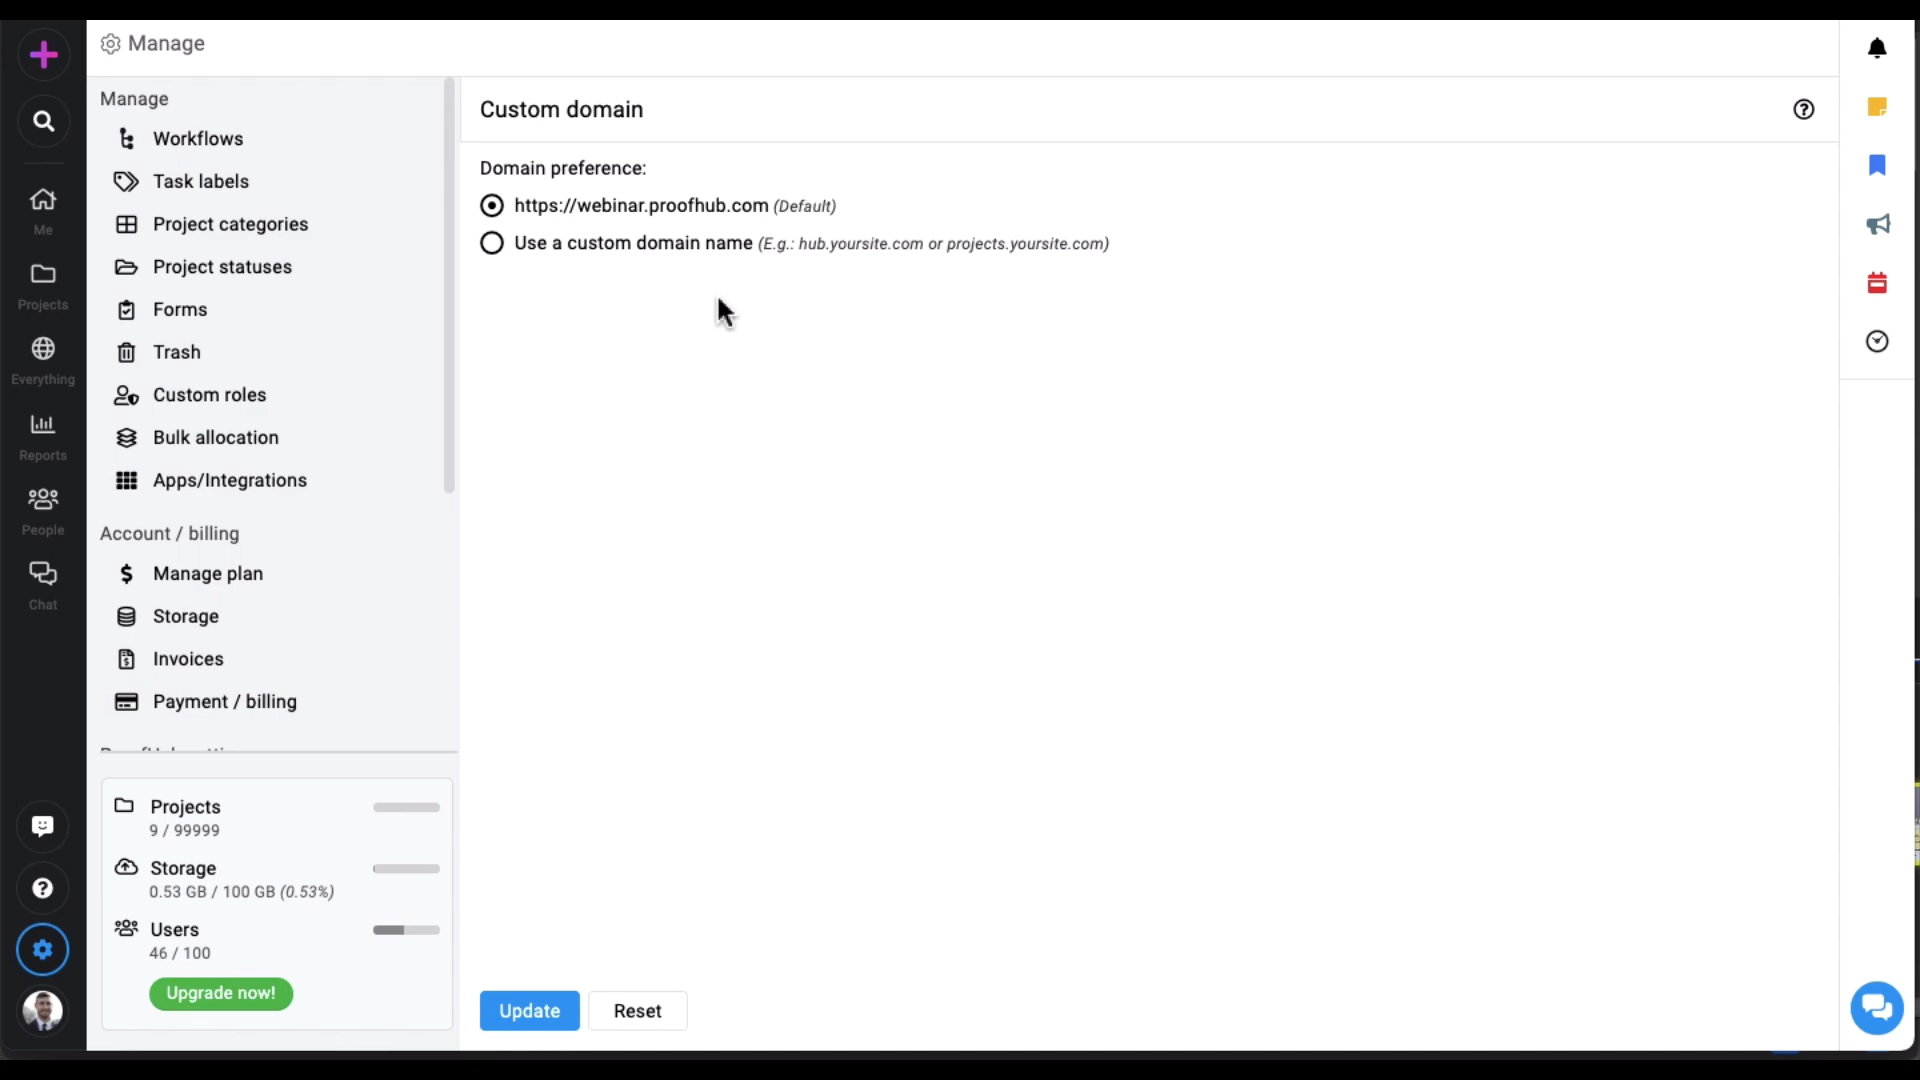 Manage
Me
Projects
Everything
Reports
People
Chat
Manage
Workflows
Task labels
Project categories
Project statuses
Forms
Trash
Custom roles
Bulk allocation
Apps/Integrations
Account / billing
Manage plan
Storage
Invoices
Payment / billing
Projects
9 / 99999
Storage
0.53 GB / 100 GB (0.53%)
Users
46 / 100
Upgrade now!
Custom domain
Domain preference:
https://webinar.proofhub.com (Default)
Use a custom domain name (E.g.: hub.yoursite.com or projects.yoursite.com)
Update
Reset